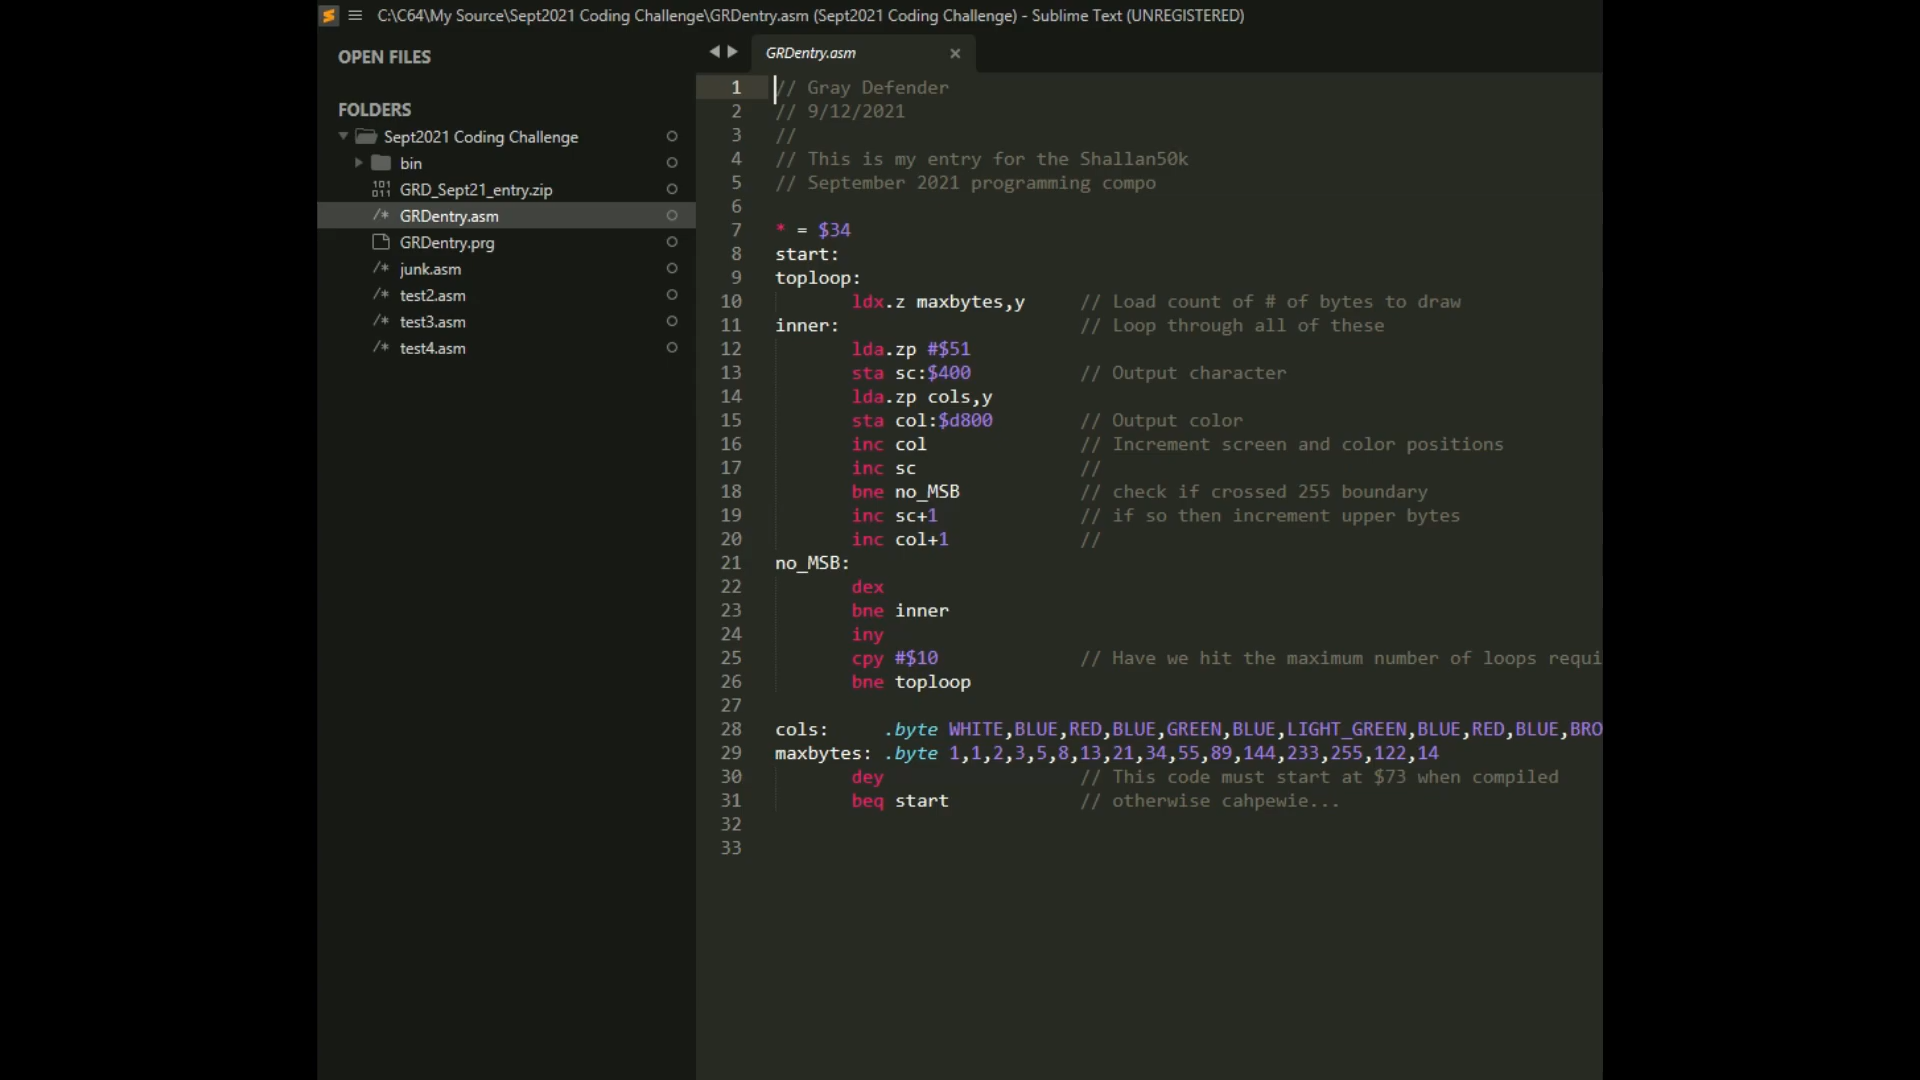 C:\C64\My Source\Sept2021 Coding Challenge\GRDentry.asm (Sept2021 Coding Challenge) - Sublime Text (UNREGISTERED)
OPEN FILES
FOLDERS
Sept2021 Coding Challenge
bin
GRD_Sept21_entry.zip
GRDentry.asm
GRDentry.prg
junk.asm
test2.asm
test3.asm
test4.asm
GRDentry.asm
1 // Gray Defender
2 // 9/12/2021
3 //
4 // This is my entry for the Shallan50k
5 // September 2021 programming compo
6
7 * = $34
8 start:
9 toploop:
10 ldx.z maxbytes,y // Load count of # of bytes to draw
11 inner: // Loop through all of these
12 lda.zp #$51
13 sta sc:$400 // Output character
14 lda.zp cols,y
15 sta col:$d800 // Output color
16 inc col // Increment screen and color positions
17 inc sc //
18 bne no_MSB // check if crossed 255 boundary
19 inc sc+1 // if so then increment upper bytes
20 inc col+1 //
21 no_MSB:
22 dex
23 bne inner
24 iny
25 cpy #$10 // Have we hit the maximum number of loops requi
26 bne toploop
27
28 cols: .byte WHITE,BLUE,RED,BLUE,GREEN,BLUE,LIGHT_GREEN,BLUE,RED,BLUE,BRO
29 maxbytes: .byte 1,1,2,3,5,8,13,21,34,55,89,144,233,255,122,14
30 dey // This code must start at $73 when compiled
31 beq start // otherwise cahpewie...
32
33